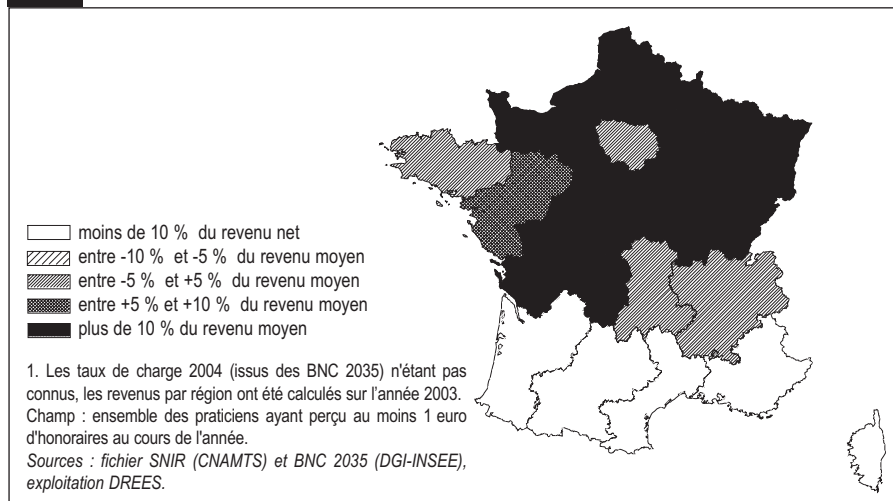 moins de 10 % du revenu net
entre -10 % et -5 % du revenu moyen
entre -5 % et +5 % du revenu moyen
entre +5 % et +10 % du revenu moyen
plus de 10 % du revenu moyen
1. Les taux de charge 2004 (issus des BNC 2035) n'étant pas
connus, les revenus par région ont été calculés sur l'année 2003.
Champ : ensemble des praticiens ayant perçu au moins 1 euro
d'honoraires au cours de l'année.
Sources : fichier SNIR (CNAMTS) et BNC 2035 (DGI-INSEE),
exploitation DREES.